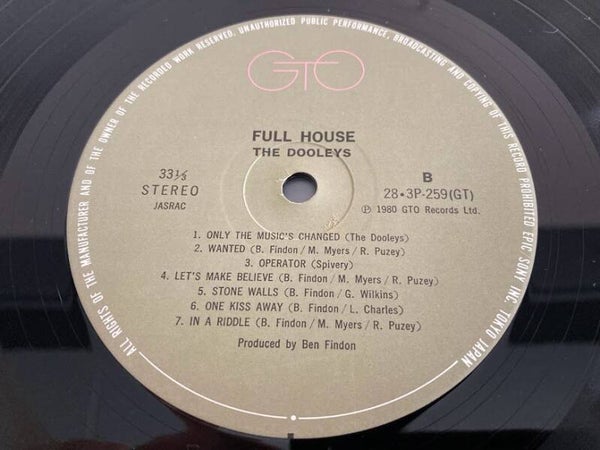 ALL RIGHTS OF THE MANUFACTURER AND OF THE OWNER OF THE RECORDED WORK RESERVED. UNAUTHORIZED PUBLIC PERFORMANCE, BROADCASTING AND COPYING OF THIS RECORD PROHIBITED EPIC SONY INC. TOKYO JAPAN
GTO
FULL HOUSE
THE DOOLEYS
33⅓
STEREO
JASRAC
B
28・3P-259(GT)
Ⓟ 1980 GTO Records Ltd.
1. ONLY THE MUSIC'S CHANGED (The Dooleys)
2. WANTED (B. Findon/M. Myers/R. Puzey)
3. OPERATOR (Spivery)
4. LET'S MAKE BELIEVE (B. Findon/M. Myers/R. Puzey)
5. STONE WALLS (B. Findon/G. Wilkins)
6. ONE KISS AWAY (B. Findon/L. Charles)
7. IN A RIDDLE (B. Findon/M. Myers/R. Puzey)
Produced by Ben Findon